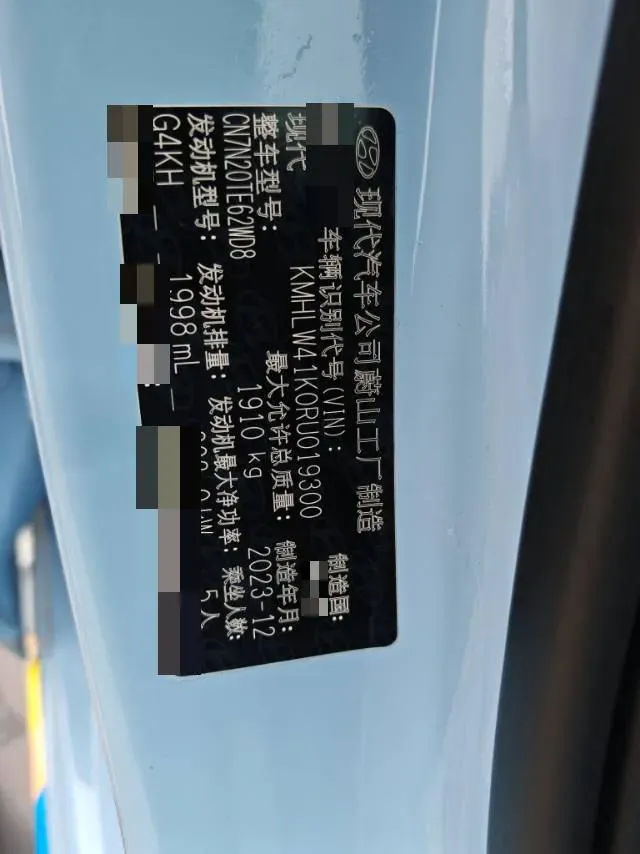 现代汽车公司蔚山工厂制造
车辆识别代号(VIN): 制造国:
KMHLW41K0RU019300
现代 最大允许总质量: 制造年月:
整车型号: 1910 kg 2023-12
CN7N20TE62WD8
发动机型号: 发动机排量: 发动机最大净功率: 乘坐人数:
G4KH 1998mL 5人